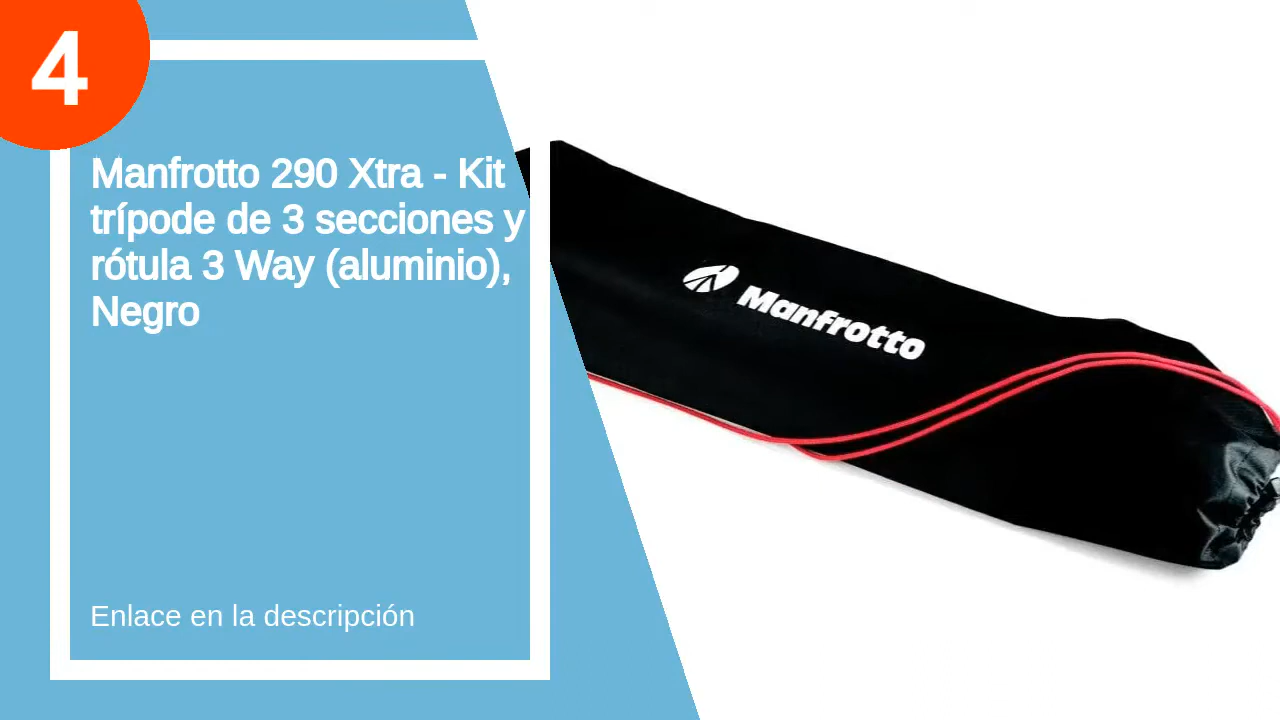 4
Manfrotto 290 Xtra - Kit
trípode de 3 secciones y
rótula 3 Way (aluminio),
Negro
Manfrotto
Enlace en la descripción